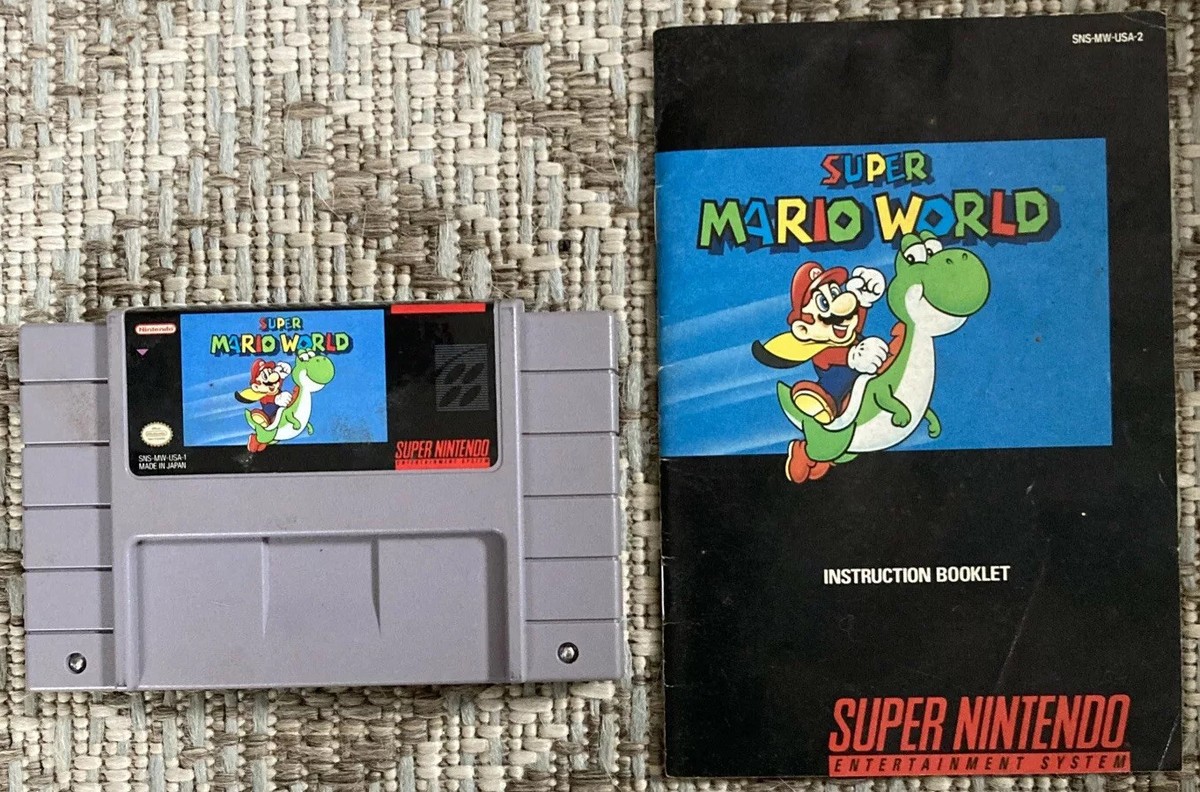 Nintendo
SUPER
MARIO WORLD
SNS-MW-USA-1
MADE IN JAPAN
SUPER NINTENDO
ENTERTAINMENT SYSTEM
SNS-MW-USA-2
SUPER
MARIO WORLD
TM
INSTRUCTION BOOKLET
SUPER NINTENDO
ENTERTAINMENT SYSTEM